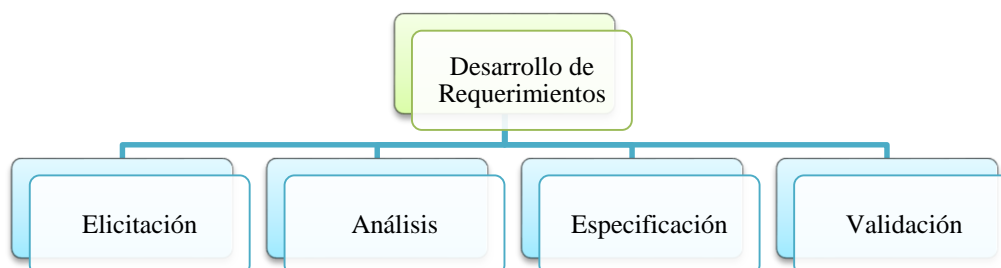 Desarrollo de
Requerimientos
Elicitación
Análisis
Especificación
Validación